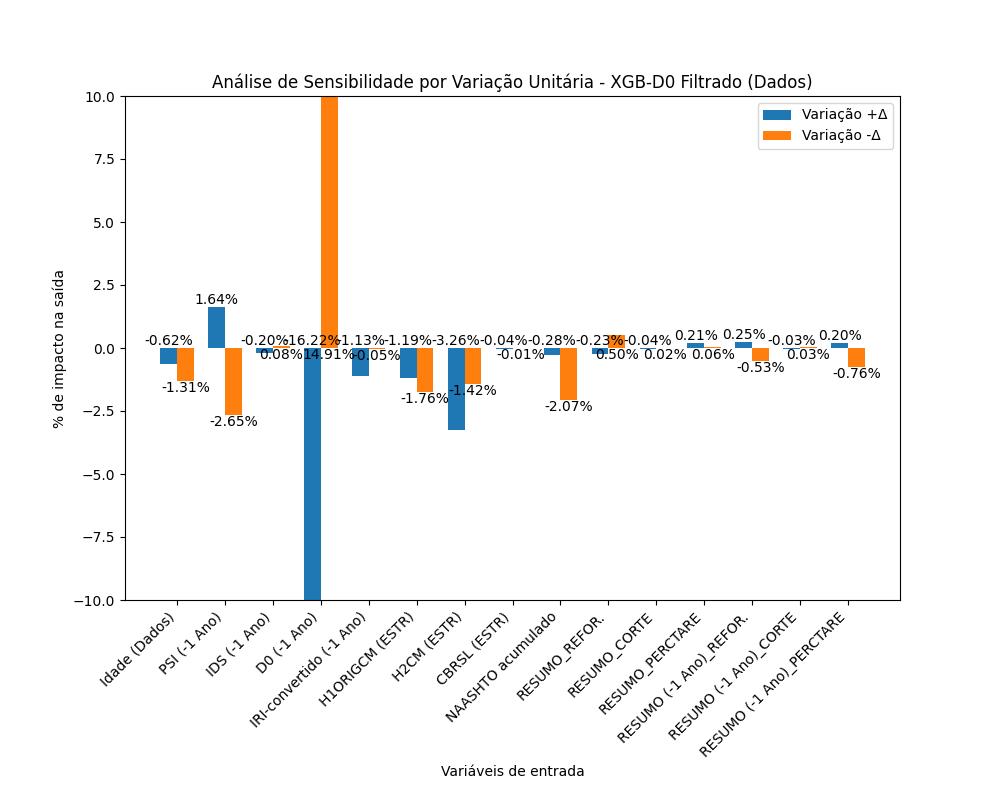 Análise de Sensibilidade por Variação Unitária - XGB-D0 Filtrado (Dados)
Variação +Δ
Variação -Δ
% de impacto na saída
10.0
7.5
5.0
2.5
0.0
−2.5
−5.0
−7.5
−10.0
-0.62%
1.64%
-0.20%
-16.22%
-1.13%
-1.19%
-3.26%
-0.04%
-0.28%
-0.23%
-0.04%
0.21%
0.25%
-0.03%
0.20%
-1.31%
-2.65%
0.08%
14.91%
-0.05%
-1.76%
-1.42%
-0.01%
-2.07%
0.50%
0.02%
0.06%
-0.53%
0.03%
-0.76%
Idade (Dados)
PSI (-1 Ano)
IDS (-1 Ano)
D0 (-1 Ano)
IRI-convertido (-1 Ano)
H1ORIGCM (ESTR)
H2CM (ESTR)
CBRSL (ESTR)
NAASHTO acumulado
RESUMO_REFOR.
RESUMO_CORTE
RESUMO_PERCTARE
RESUMO (-1 Ano)_REFOR.
RESUMO (-1 Ano)_CORTE
RESUMO (-1 Ano)_PERCTARE
Variáveis de entrada